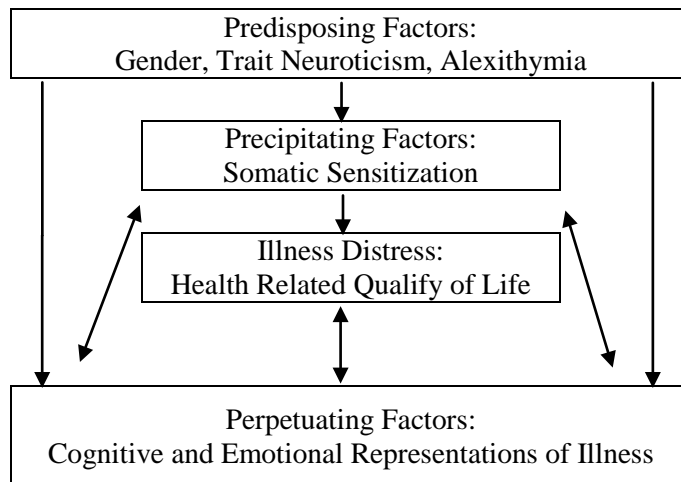 Predisposing Factors:
Gender, Trait Neuroticism, Alexithymia
Precipitating Factors:
Somatic Sensitization
Illness Distress:
Health Related Qualify of Life
Perpetuating Factors:
Cognitive and Emotional Representations of Illness